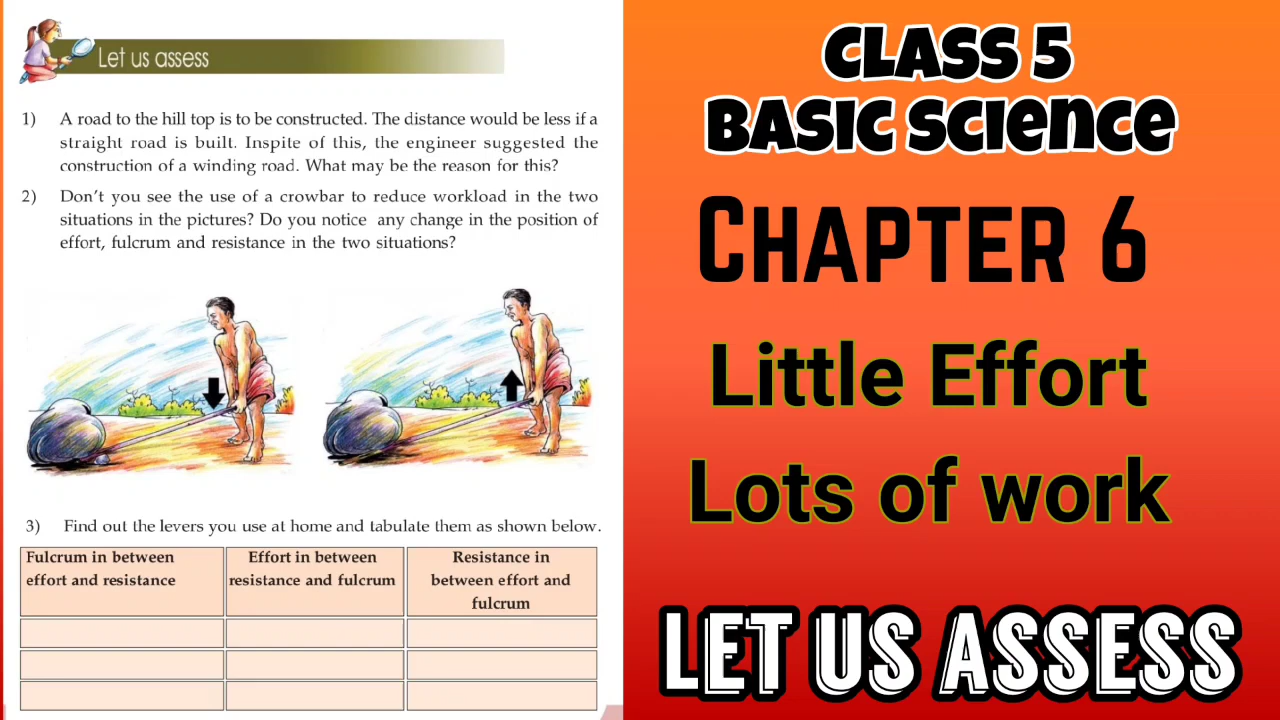 Let us assess
1) A road to the hill top is to be constructed. The distance would be less if a
straight road is built. Inspite of this, the engineer suggested the
construction of a winding road. What may be the reason for this?
2) Don't you see the use of a crowbar to reduce workload in the two
situations in the pictures? Do you notice any change in the position of
effort, fulcrum and resistance in the two situations?
3) Find out the levers you use at home and tabulate them as shown below.
Fulcrum in between
effort and resistance
Effort in between
resistance and fulcrum
Resistance in
between effort and
fulcrum
CLASS 5
BASIC SCIENCE
CHAPTER 6
Little Effort
Lots of work
LET US ASSESS